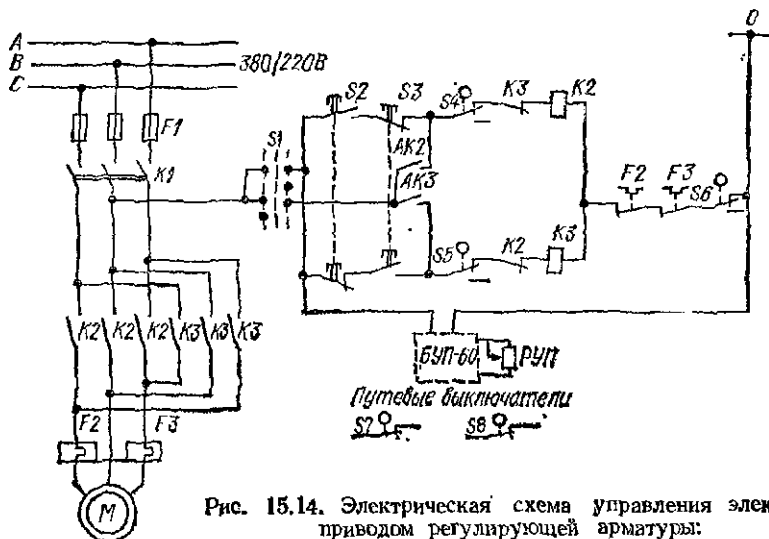 A
B
C
380/220В
F1
K1
S1
S2
S3
S4
K3
K2
AK2
AK3
F2
F3
S6
0
S5
K2
K3
K2
K2
K2
K3
K3
K3
F2
F3
M
БУП-60
РУП
Путевые выключатели
S7
S8
Рис. 15.14. Электрическая схема управления элек
приводом регулирующей арматуры: